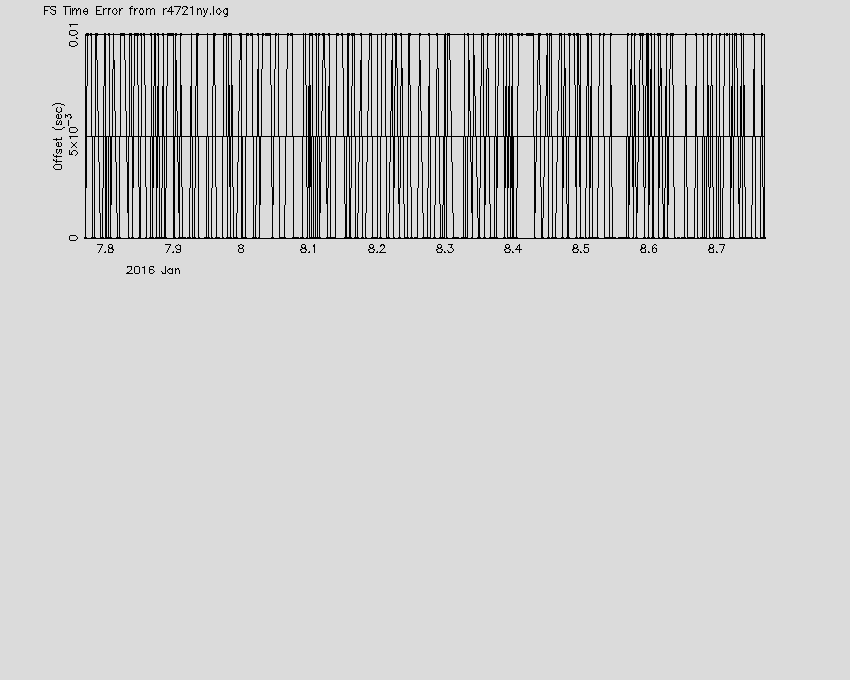 FS Time Error from r4721ny.log
0.01
5×10⁻³
0
Offset (sec)
7.8 7.9 8 8.1 8.2 8.3 8.4 8.5 8.6 8.7
2016 Jan